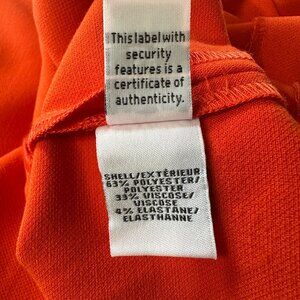 This label with
security
features is a
certificate of
authenticity.
SHELL/EXTÉRIEUR
63% POLYESTER/
POLYESTER
33% VISCOSE/
VISCOSE
4% ELASTANE/
ELASTHANNE